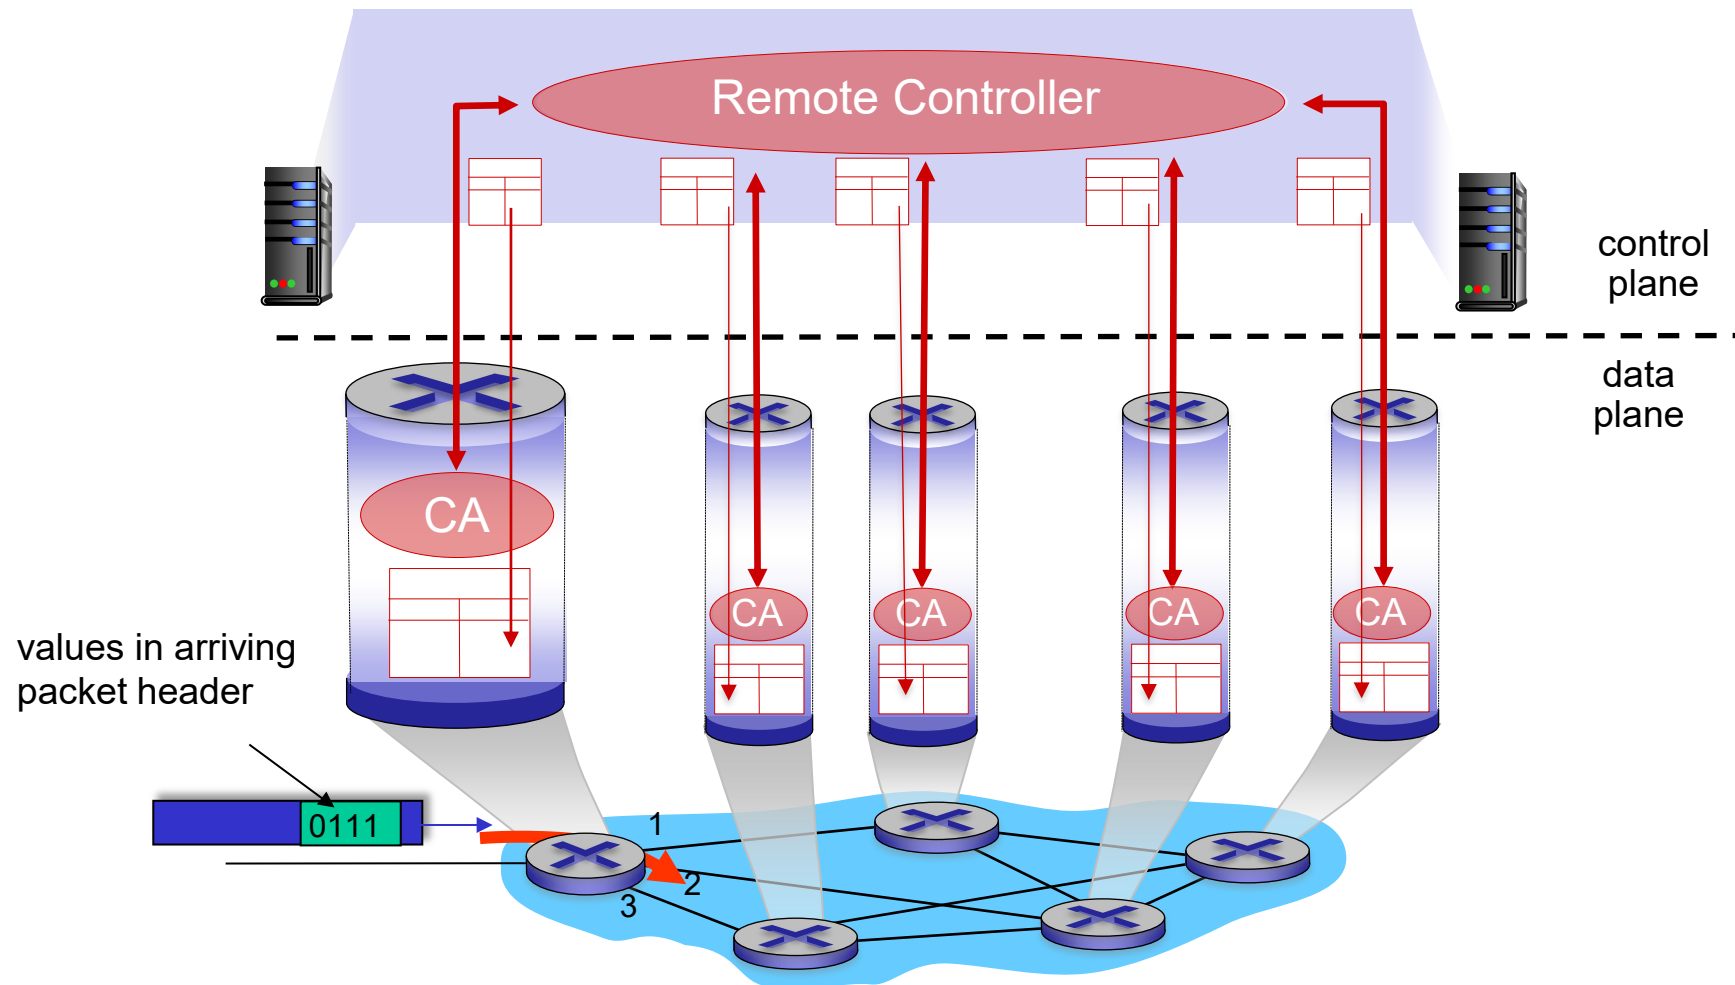 Remote Controller
control
plane
data
plane
CA
CA
CA
CA
CA
values in arriving
packet header
0111
1
2
3